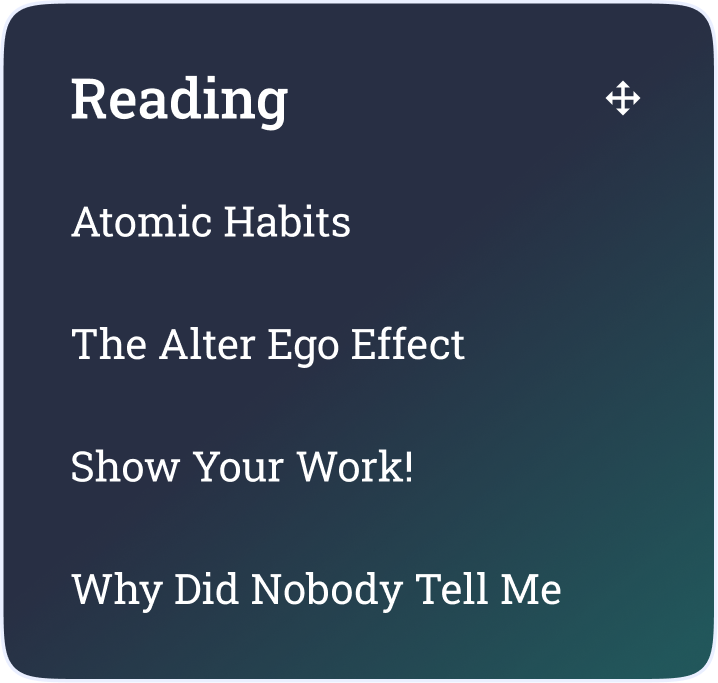 Reading
Atomic Habits
The Alter Ego Effect
Show Your Work!
Why Did Nobody Tell Me